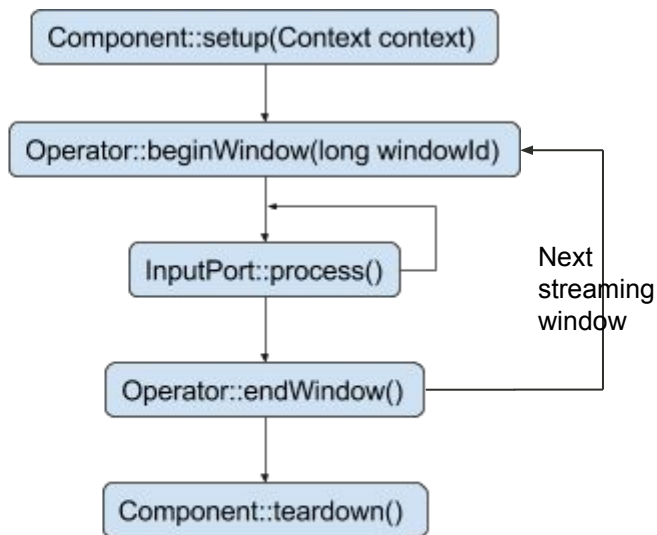 Component::setup(Context context)
Operator::beginWindow(long windowId)
InputPort::process()
Next
streaming
window
Operator::endWindow()
Component::teardown()